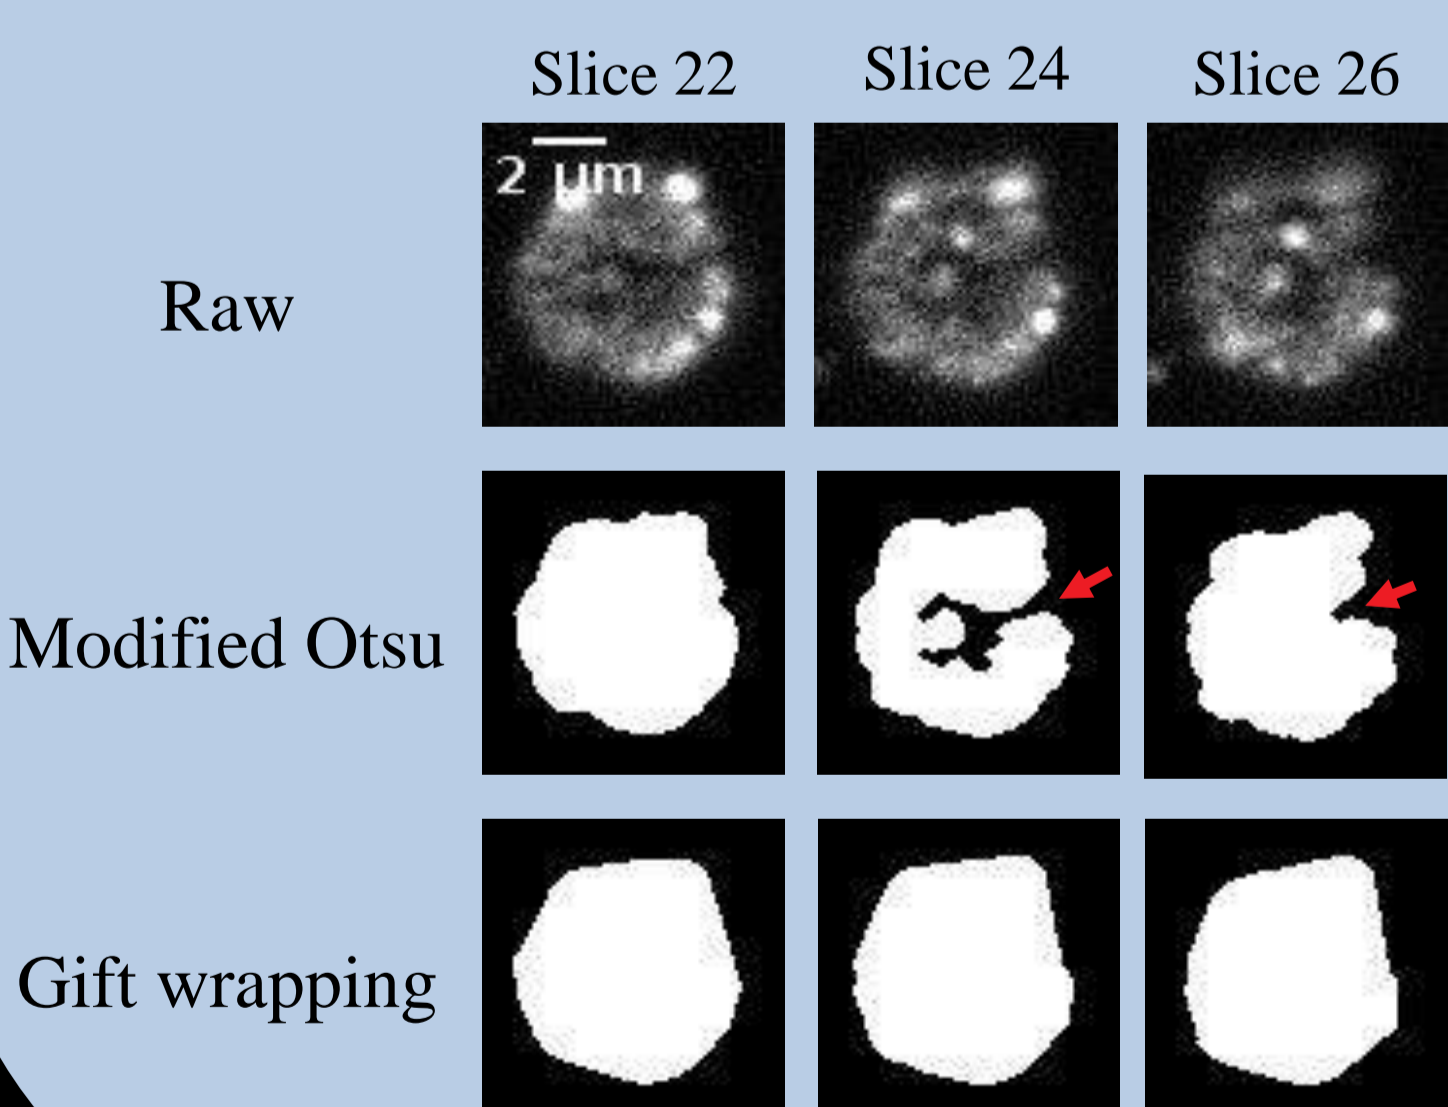 Slice 22
Slice 24
Slice 26
2 µm
Raw
Modified Otsu
Gift wrapping